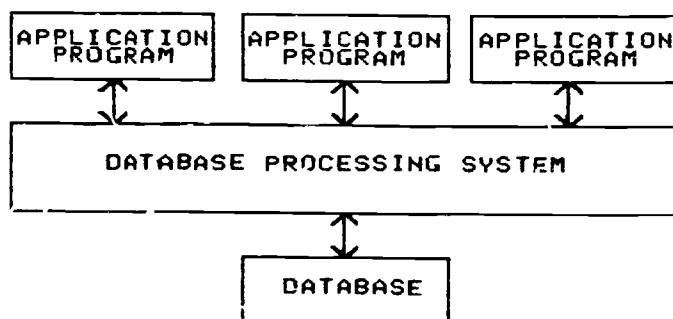 APPLICATION
PROGRAM
APPLICATION
PROGRAM
APPLICATION
PROGRAM
DATABASE PROCESSING SYSTEM
DATABASE